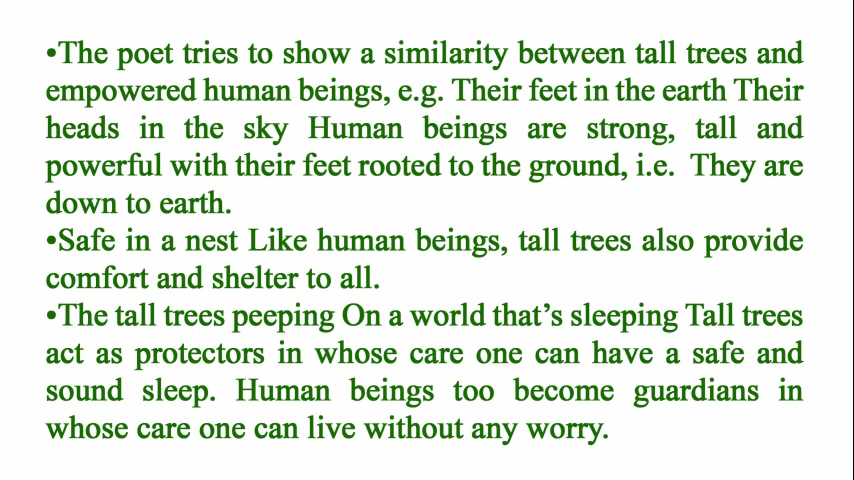 •The poet tries to show a similarity between tall trees and
empowered human beings, e.g. Their feet in the earth Their
heads in the sky Human beings are strong, tall and
powerful with their feet rooted to the ground, i.e. They are
down to earth.
•Safe in a nest Like human beings, tall trees also provide
comfort and shelter to all.
•The tall trees peeping On a world that’s sleeping Tall trees
act as protectors in whose care one can have a safe and
sound sleep. Human beings too become guardians in
whose care one can live without any worry.